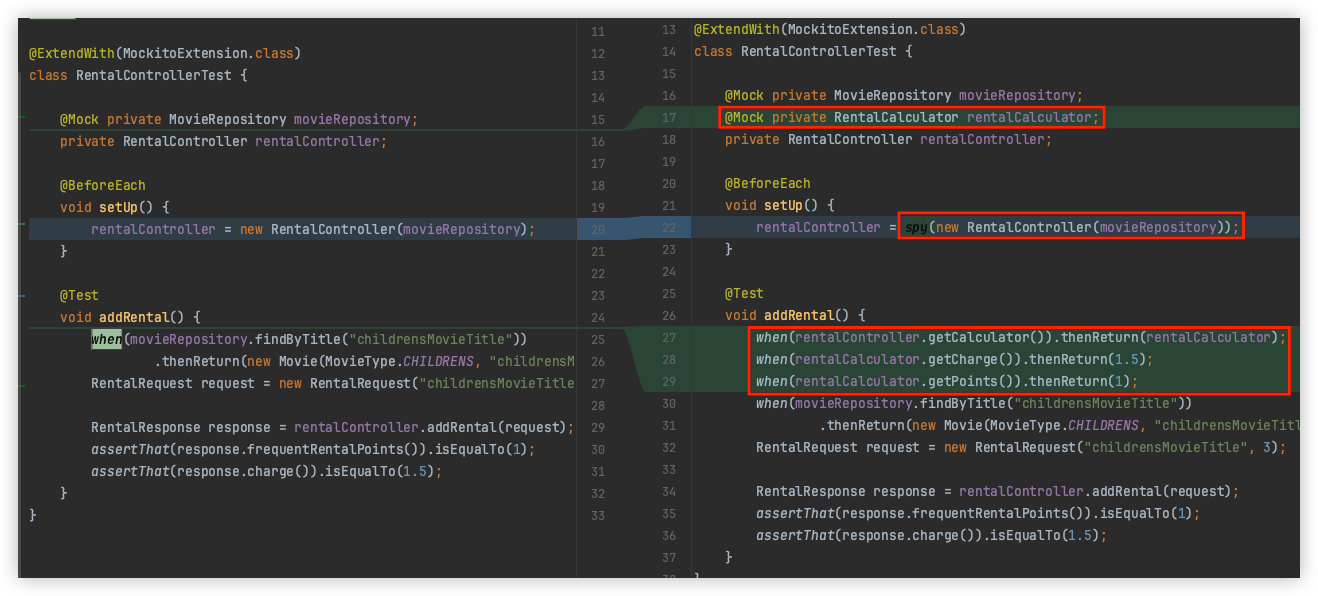 11
12 @ExtendWith(MockitoExtension.class)
13 class RentalControllerTest {
14
15 @Mock private MovieRepository movieRepository;
16 private RentalController rentalController;
17
18 @BeforeEach
19 void setUp() {
20 rentalController = new RentalController(movieRepository);
21 }
22
23 @Test
24 void addRental() {
25 when(movieRepository.findByTitle("childrensMovieTitle"))
26 .thenReturn(new Movie(MovieType.CHILDRENS, "childrensM
27 RentalRequest request = new RentalRequest("childrensMovieTitle
28
29 RentalResponse response = rentalController.addRental(request);
30 assertThat(response.frequentRentalPoints()).isEqualTo(1);
31 assertThat(response.charge()).isEqualTo(1.5);
32 }
33 }
13 @ExtendWith(MockitoExtension.class)
14 class RentalControllerTest {
15
16 @Mock private MovieRepository movieRepository;
17 @Mock private RentalCalculator rentalCalculator;
18 private RentalController rentalController;
19
20 @BeforeEach
21 void setUp() {
22 rentalController = spy(new RentalController(movieRepository));
23 }
24
25 @Test
26 void addRental() {
27 when(rentalController.getCalculator()).thenReturn(rentalCalculator);
28 when(rentalCalculator.getCharge()).thenReturn(1.5);
29 when(rentalCalculator.getPoints()).thenReturn(1);
30 when(movieRepository.findByTitle("childrensMovieTitle"))
31 .thenReturn(new Movie(MovieType.CHILDRENS, "childrensMovieTitl
32 RentalRequest request = new RentalRequest("childrensMovieTitle", 3);
33
34 RentalResponse response = rentalController.addRental(request);
35 assertThat(response.frequentRentalPoints()).isEqualTo(1);
36 assertThat(response.charge()).isEqualTo(1.5);
37 }